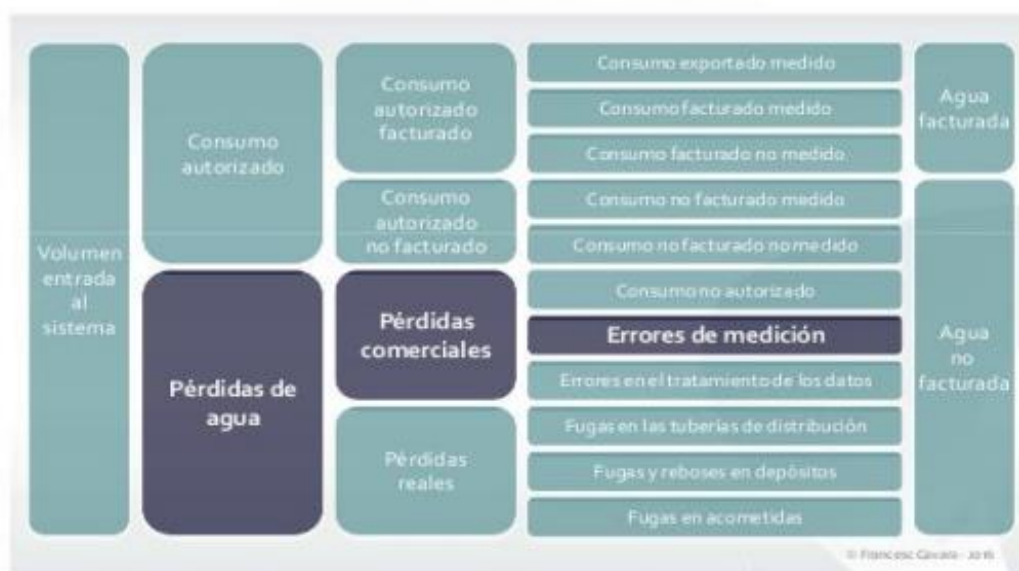 Volumen
entrada
al
sistema
Consumo
autorizado
Pérdidas de
agua
Consumo
autorizado
facturado
Consumo
autorizado
no facturado
Pérdidas
comerciales
Pérdidas
reales
Consumo exportado medido
Consumo facturado medido
Consumo facturado no medido
Consumo no facturado medido
Consumo no facturado no medido
Consumo no autorizado
Errores de medición
Errores en el tratamiento de los datos
Fugas en las tuberías de distribución
Fugas y reboses en depósitos
Fugas en acometidas
Agua
facturada
Agua
no
facturada
© Francesc Gavara - 2016